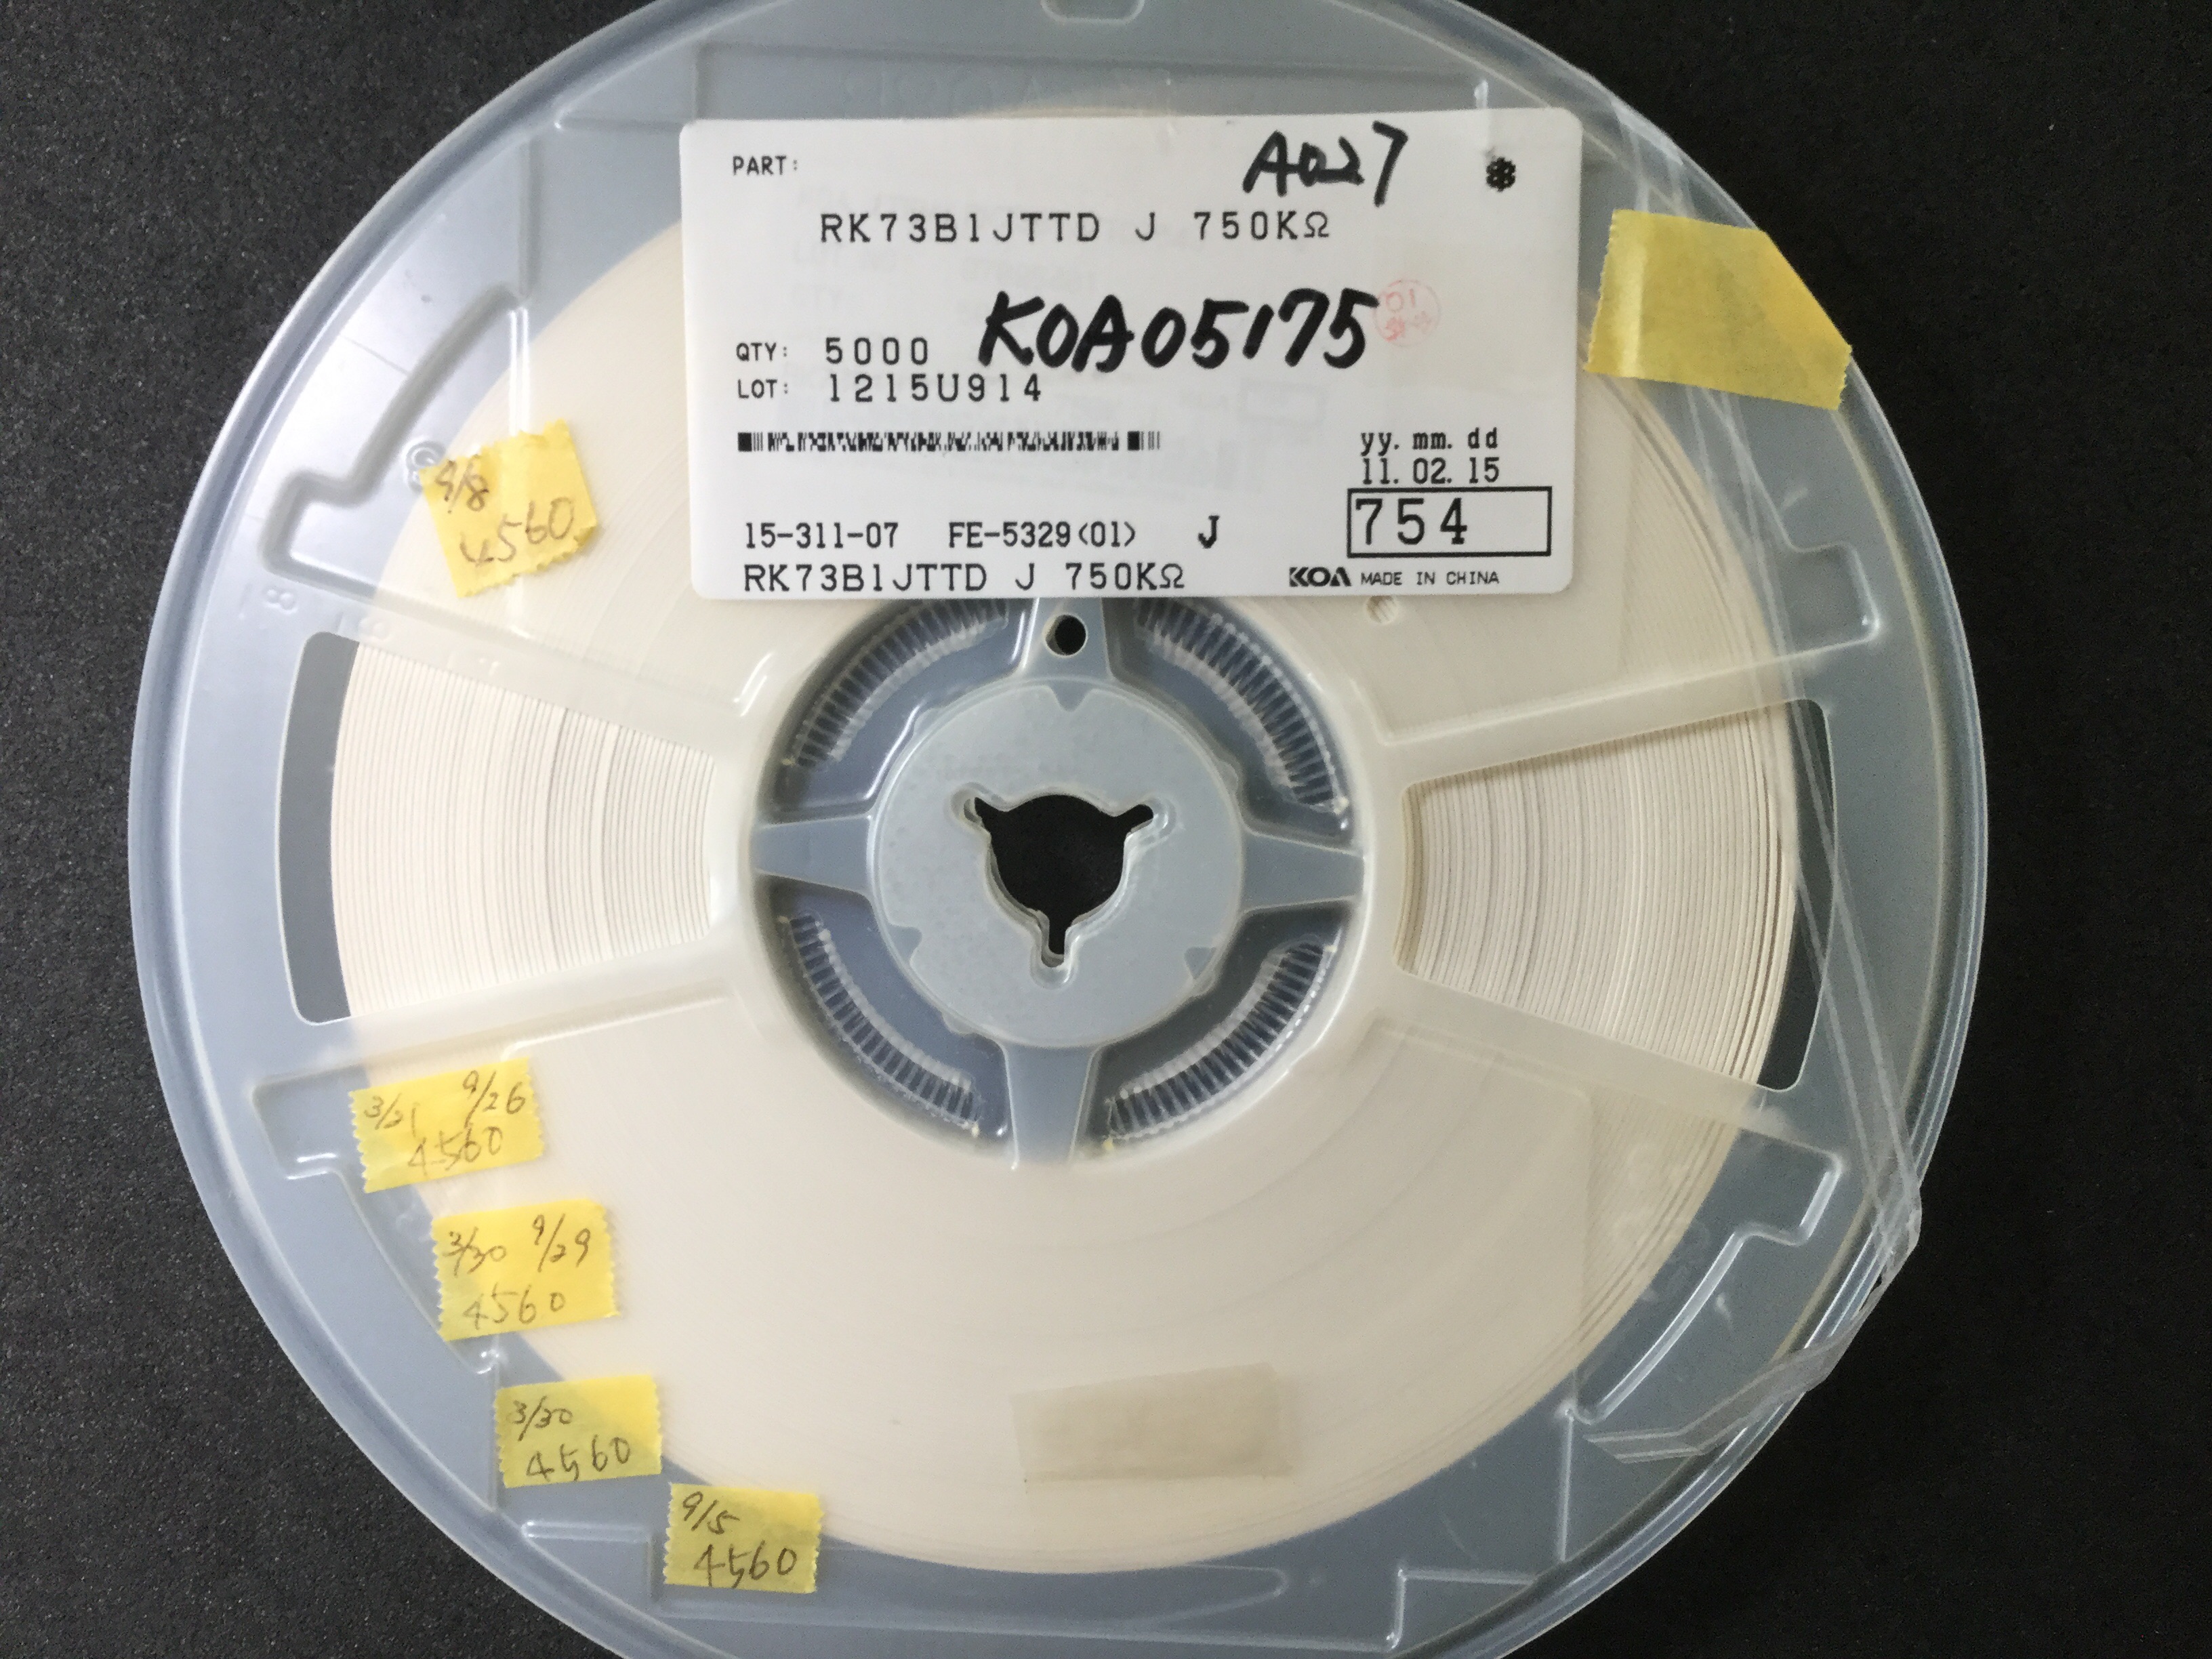 PART:
A027
RK73B1JTTD J 750KΩ
KOA05175
QTY: 5000
LOT: 1215U914
yy. mm. dd
11. 02. 15
754
15-311-07 FE-5329(01) J
RK73B1JTTD J 750KΩ
KOA MADE IN CHINA
9/8
4560
8
3/21 9/26
4560
3/30 9/29
4560
3/30
4560
9/5
4560